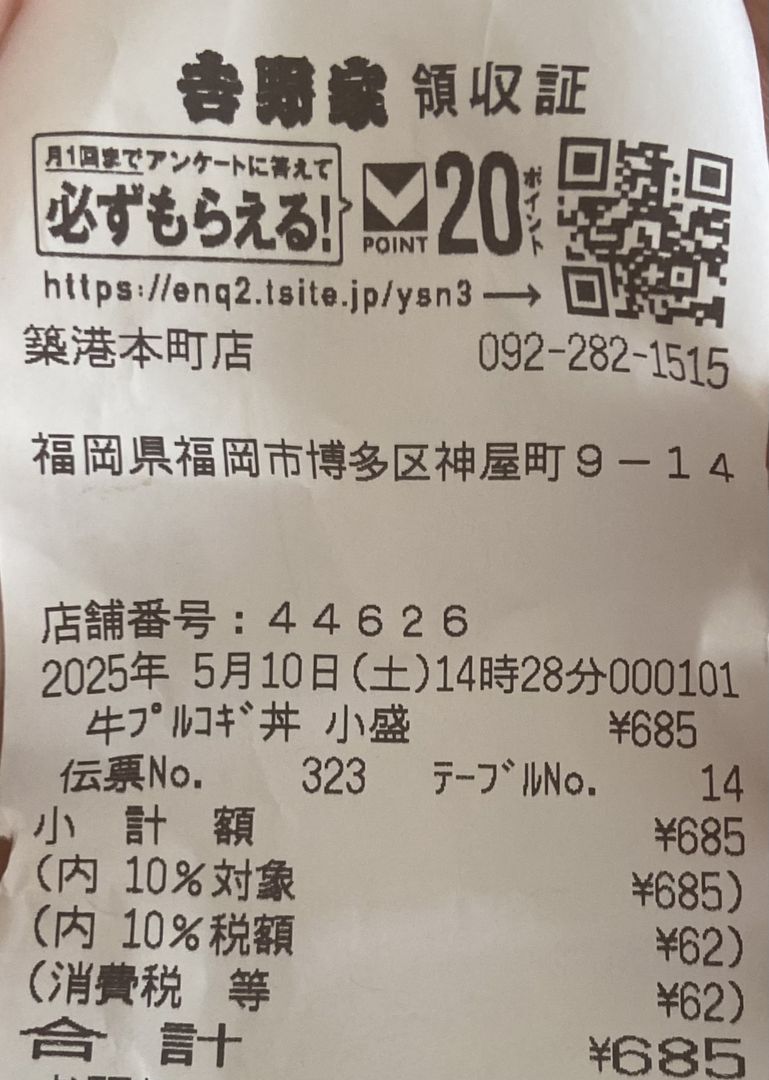 吉野家 領収証
月1回までアンケートに答えて
必ずもらえる!
POINT
20ポイント
https://enq2.tsite.jp/ysn3→
築港本町店 092-282-1515
福岡県福岡市博多区神屋町9-14
店舗番号:44626
2025年 5月10日(土)14時28分000101
牛プルコギ丼 小盛 ¥685
伝票No. 323 テーブルNo. 14
小 計 額 ¥685
(内 10%対象 ¥685)
(内 10%税額 ¥62)
(消費税 等 ¥62)
合 計 ¥685